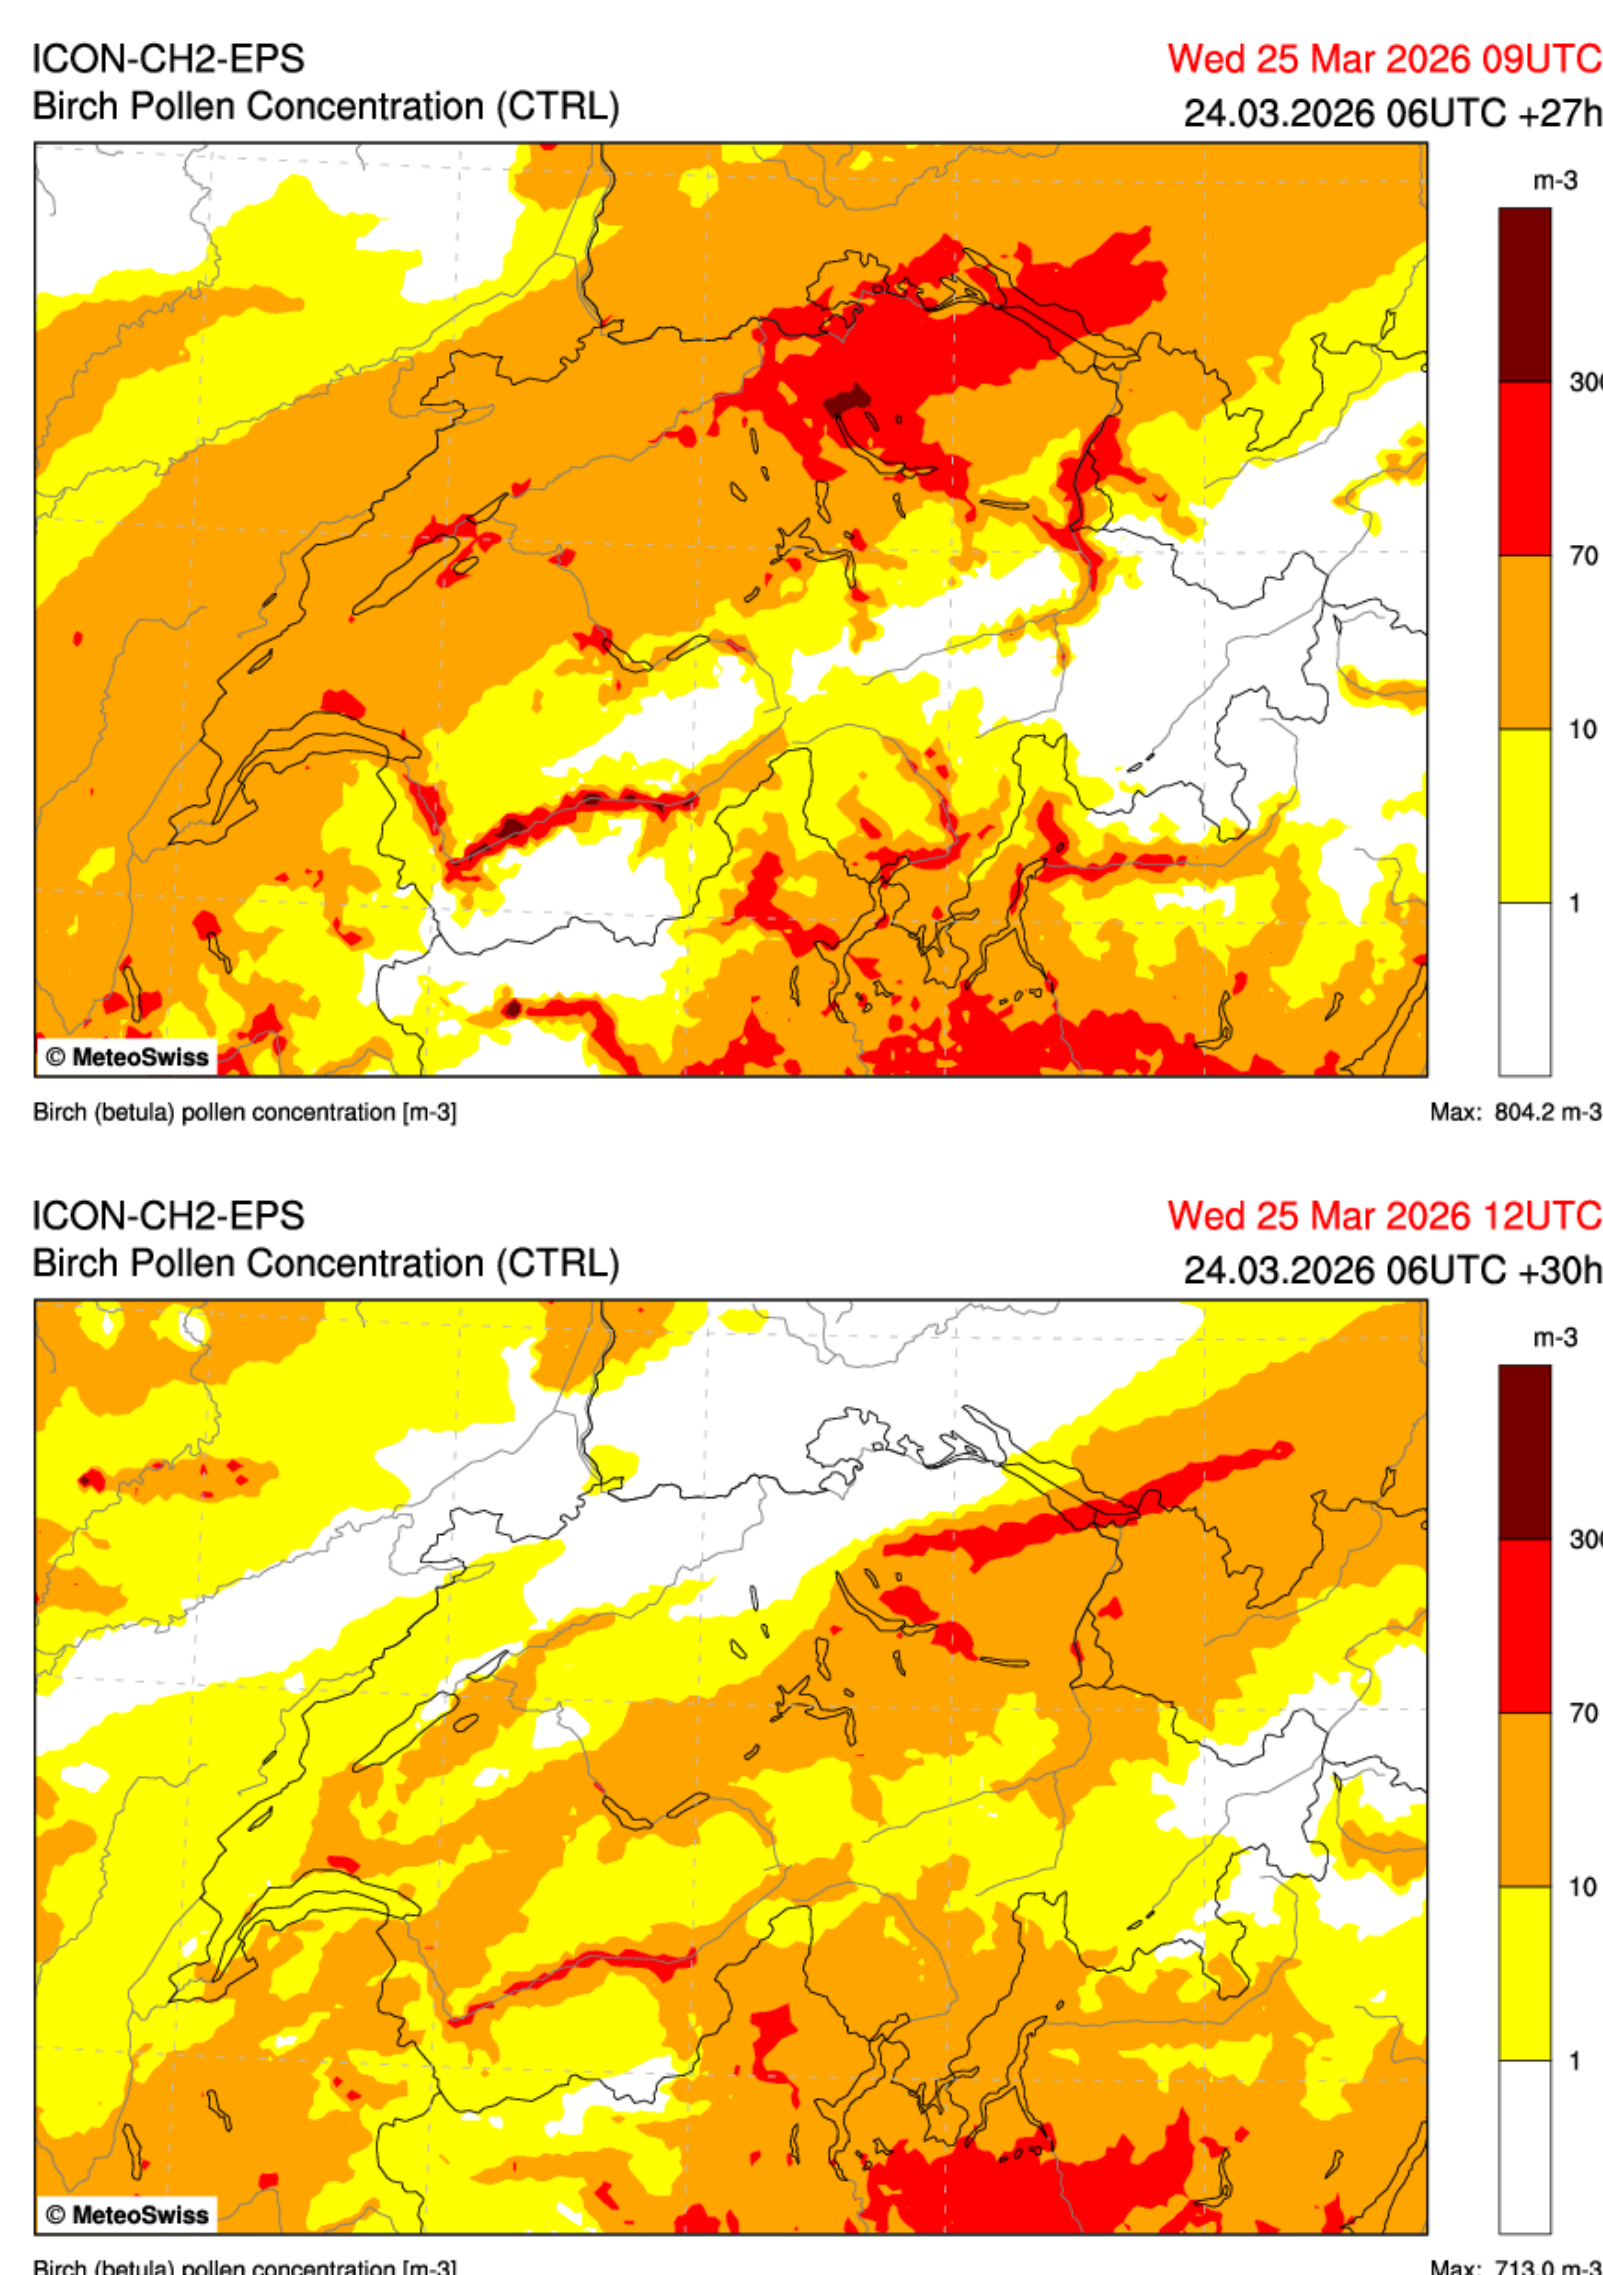 ICON-CH2-EPS
Wed 25 Mar 2026 09UTC
Birch Pollen Concentration (CTRL)
24.03.2026 06UTC +27h
m-3
300
70
10
1
© MeteoSwiss
Birch (betula) pollen concentration [m-3]
Max: 804.2 m-3
ICON-CH2-EPS
Wed 25 Mar 2026 12UTC
Birch Pollen Concentration (CTRL)
24.03.2026 06UTC +30h
m-3
300
70
10
1
© MeteoSwiss
Birch (betula) pollen concentration [m-3]
Max: 713.0 m-3